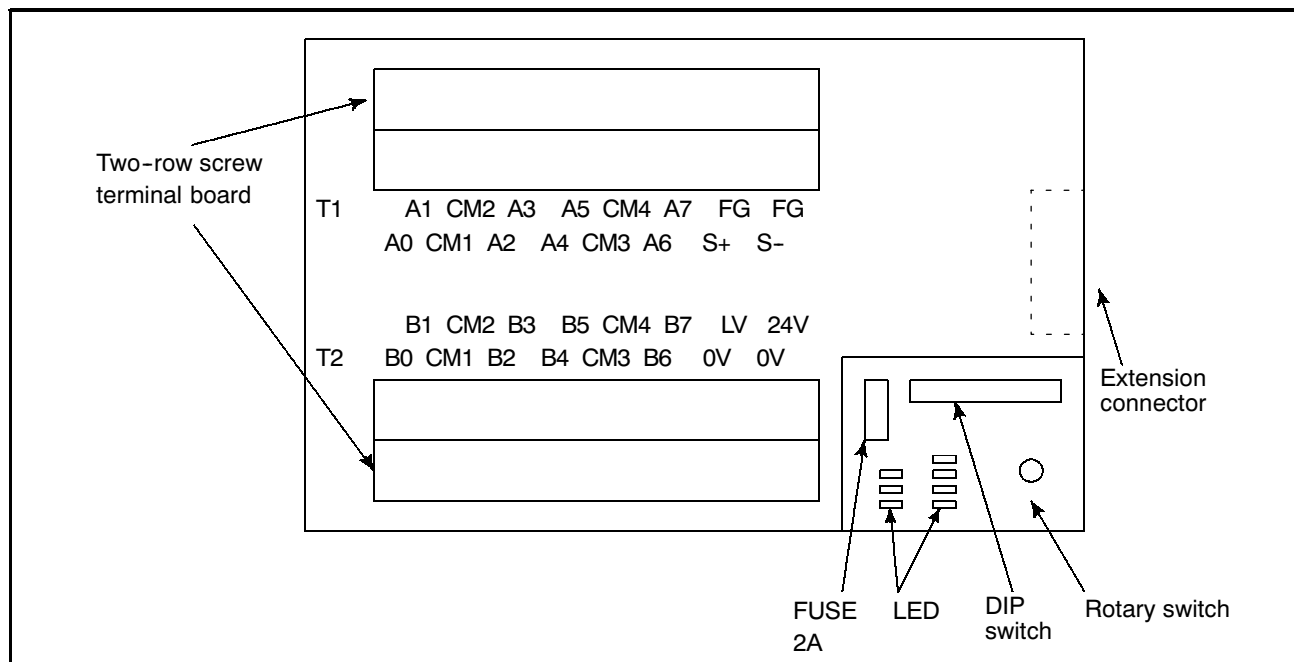 Two-row screw
terminal board
T1 A1 CM2 A3 A5 CM4 A7 FG FG
A0 CM1 A2 A4 CM3 A6 S+ S-
B1 CM2 B3 B5 CM4 B7 LV 24V
T2 B0 CM1 B2 B4 CM3 B6 0V 0V
Extension
connector
FUSE
2A
LED
DIP
switch
Rotary switch